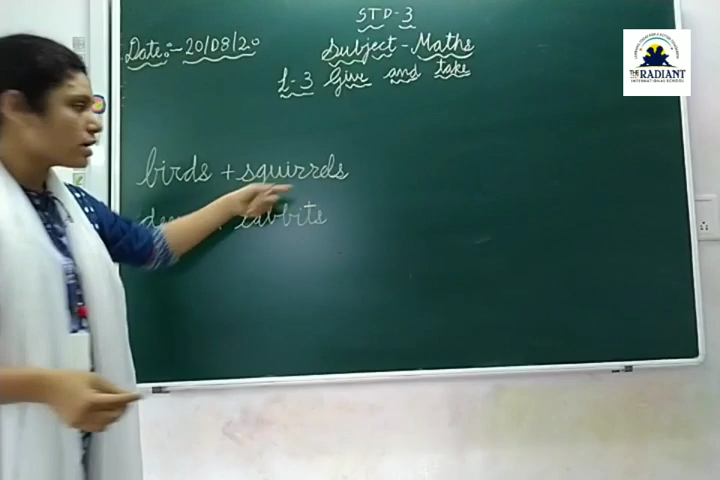 STD-3
Date:- 20/08/20
Subject - Maths
L-3 Give and take
birds + squirrels
rabbits
THE RADIANT
INTERNATIONAL SCHOOL